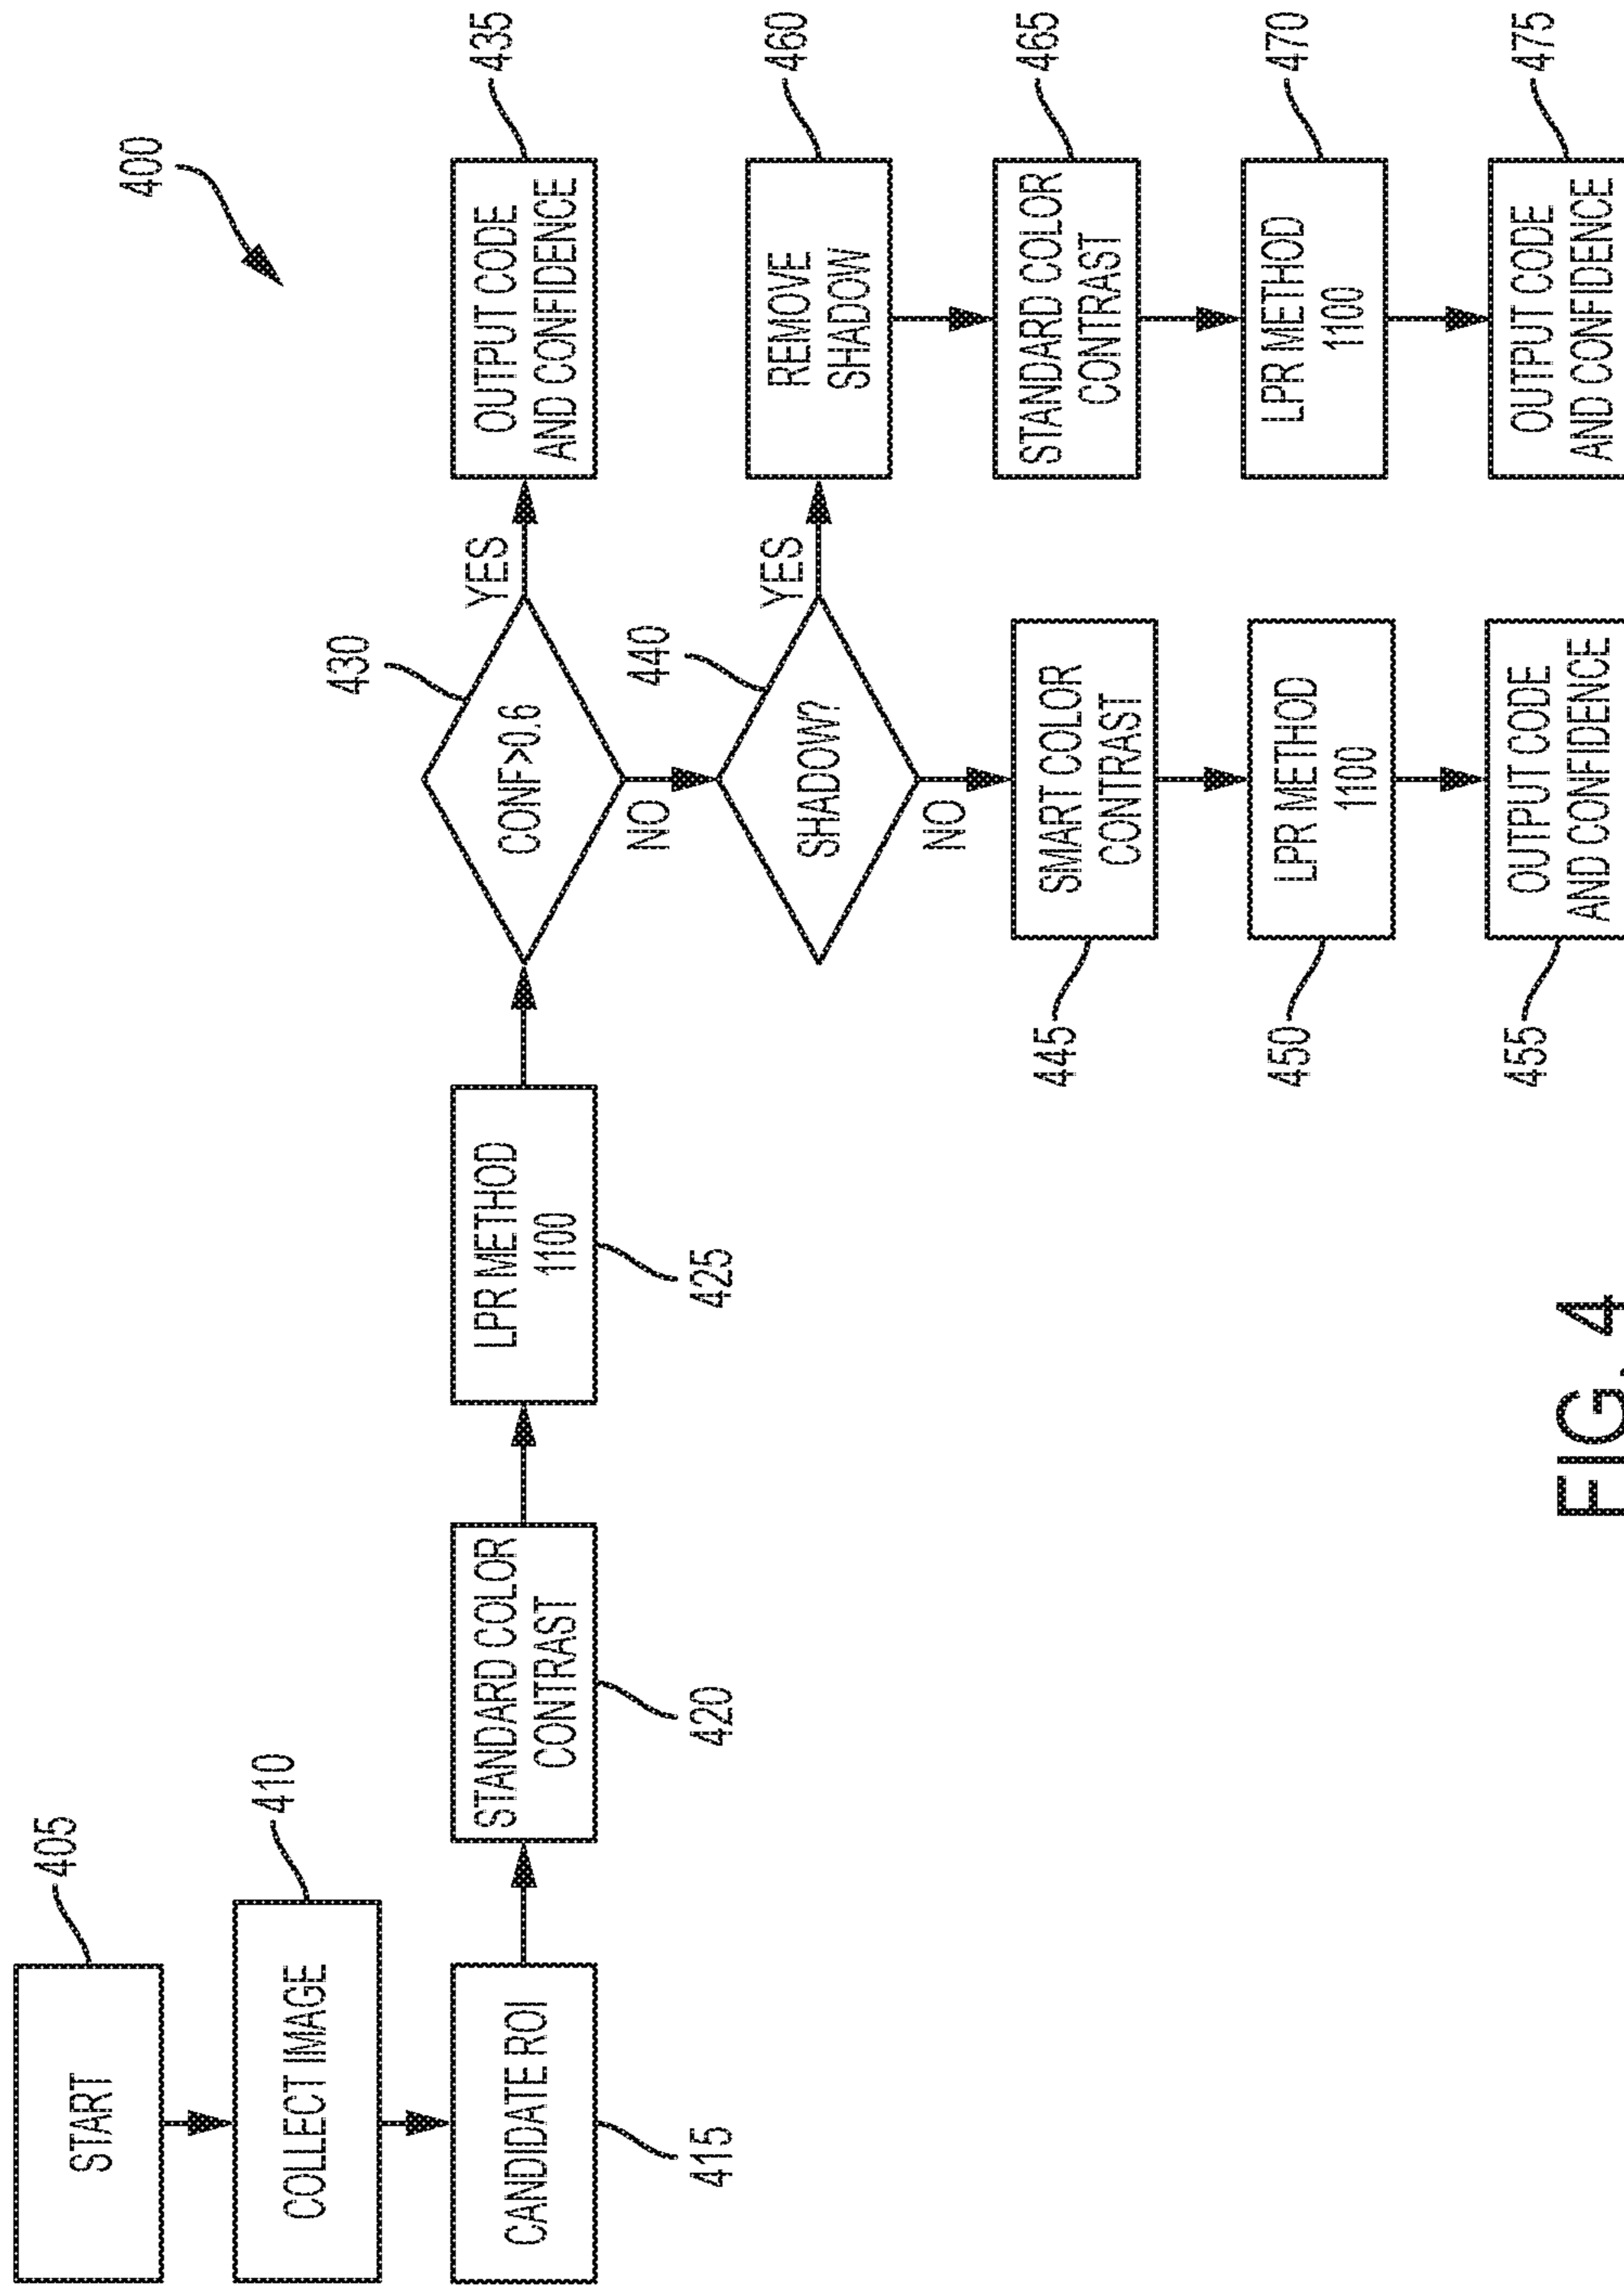 400
START
405
COLLECT IMAGE
410
CANDIDATE ROI
415
STANDARD COLOR
CONTRAST
420
LPR METHOD
1100
425
CONF>0.6
430
YES
OUTPUT CODE
AND CONFIDENCE
435
NO
SHADOW?
440
YES
REMOVE
SHADOW
460
NO
SMART COLOR
CONTRAST
445
STANDARD COLOR
CONTRAST
465
LPR METHOD
1100
450
LPR METHOD
1100
470
OUTPUT CODE
AND CONFIDENCE
455
OUTPUT CODE
AND CONFIDENCE
475
FIG. 4